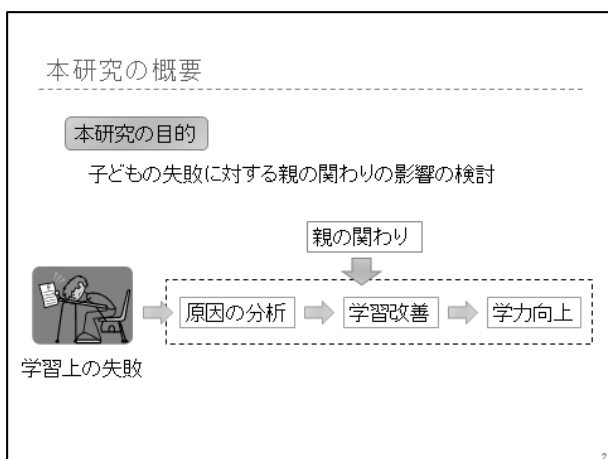 本研究の概要
本研究の目的
子どもの失敗に対する親の関わりの影響の検討
親の関わり
原因の分析
学習改善
学力向上
学習上の失敗
2